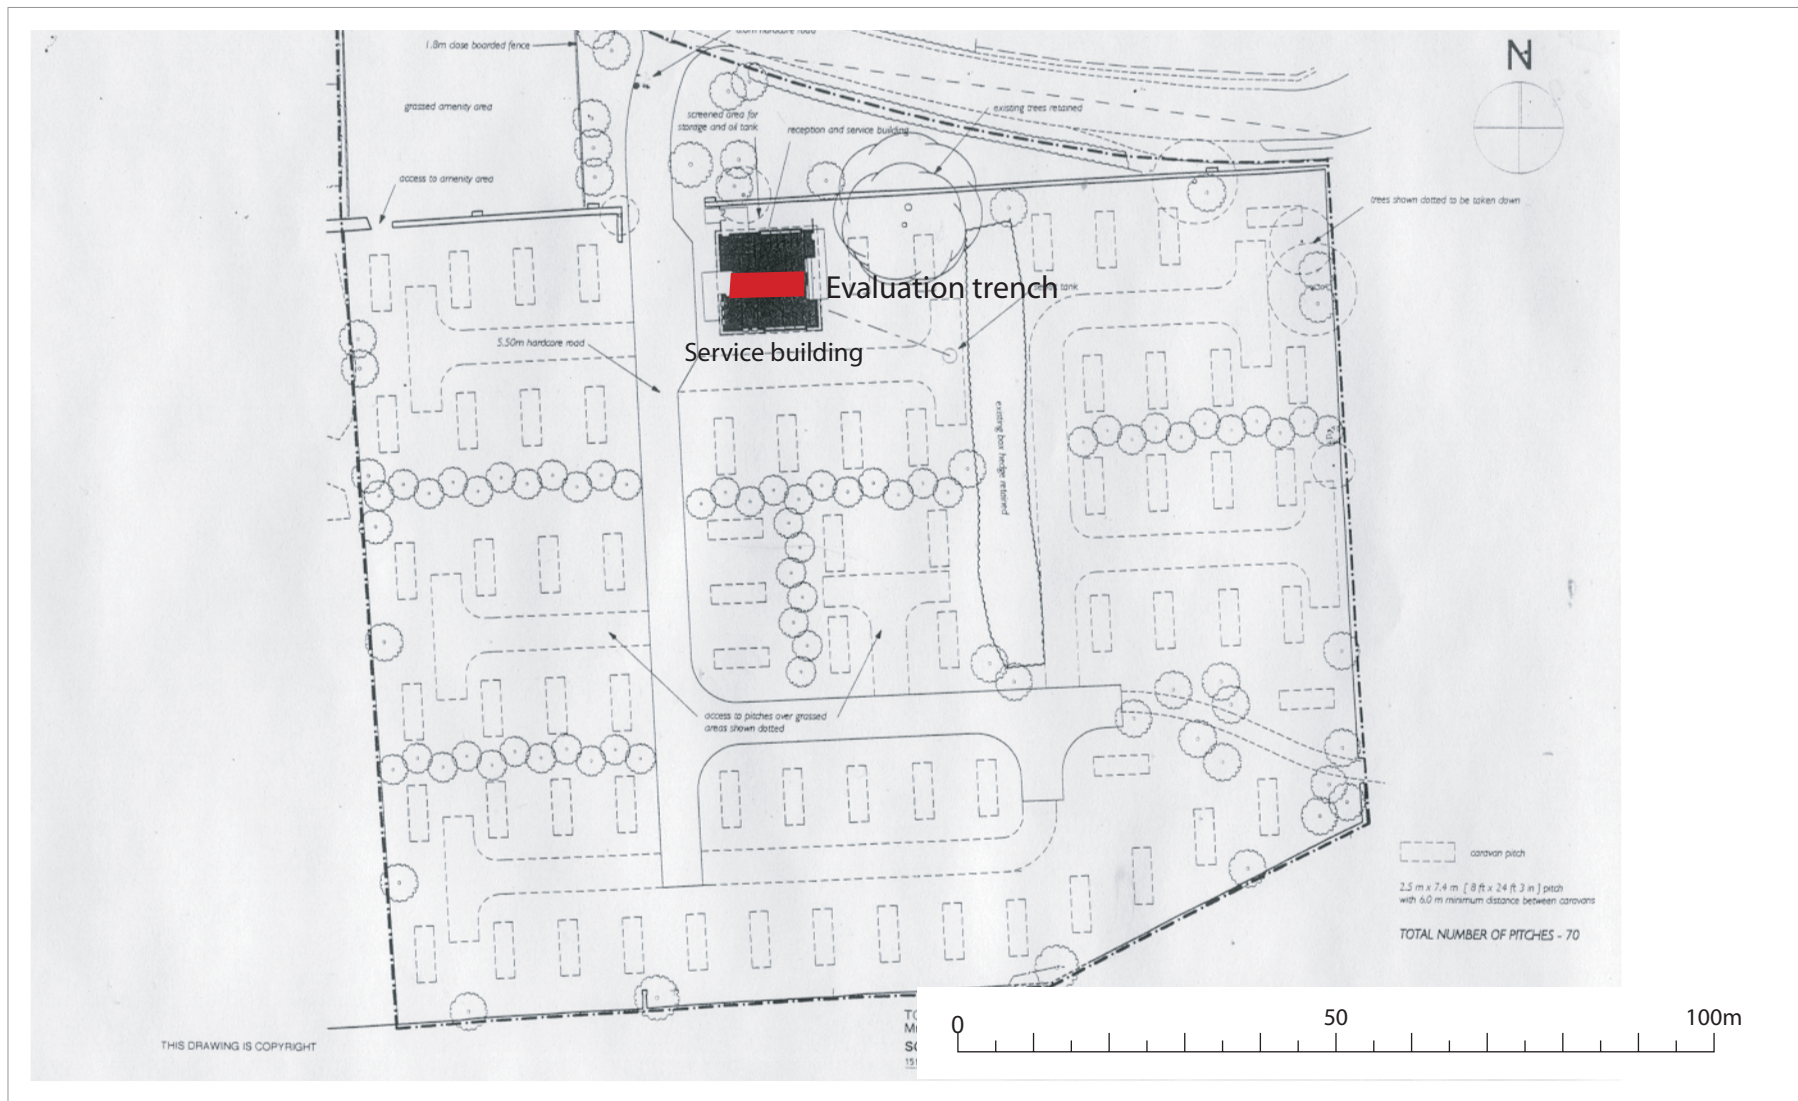 1.8m close boarded fence
6.0m hardcore road
N
grassed amenity area
existing trees retained
screened area for
storage and oil tank
reception and service building
access to amenity area
trees shown dotted to be taken down
Evaluation trench
tank
5.50m hardcore road
Service building
existing box hedge retained
access to pitches over grassed
areas shown dotted
caravan pitch
2.5 m x 7.4 m [ 8 ft x 24 ft 3 in ] pitch
with 6.0 m minimum distance between caravans
TOTAL NUMBER OF PITCHES - 70
THIS DRAWING IS COPYRIGHT
0
50
100m